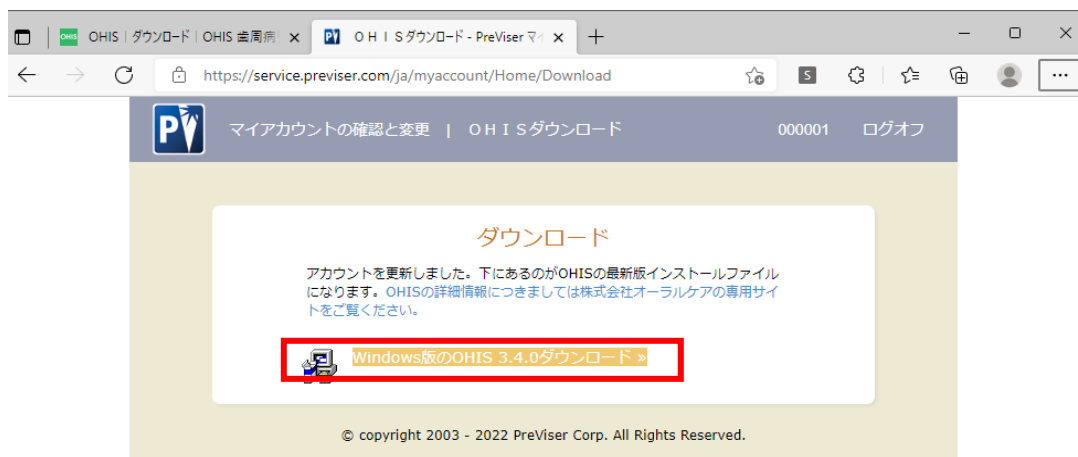 OHIS | ダウンロード | OHIS 歯周病
ＯＨＩＳダウンロード - PreViser マイ
https://service.previser.com/ja/myaccount/Home/Download
マイアカウントの確認と変更 | ＯＨＩＳダウンロード 000001 ログオフ
ダウンロード
アカウントを更新しました。下にあるのがOHISの最新版インストールファイル
になります。OHISの詳細情報につきましては株式会社オーラルケアの専用サイ
トをご覧ください。
Windows版のOHIS 3.4.0ダウンロード »
© copyright 2003 - 2022 PreViser Corp. All Rights Reserved.